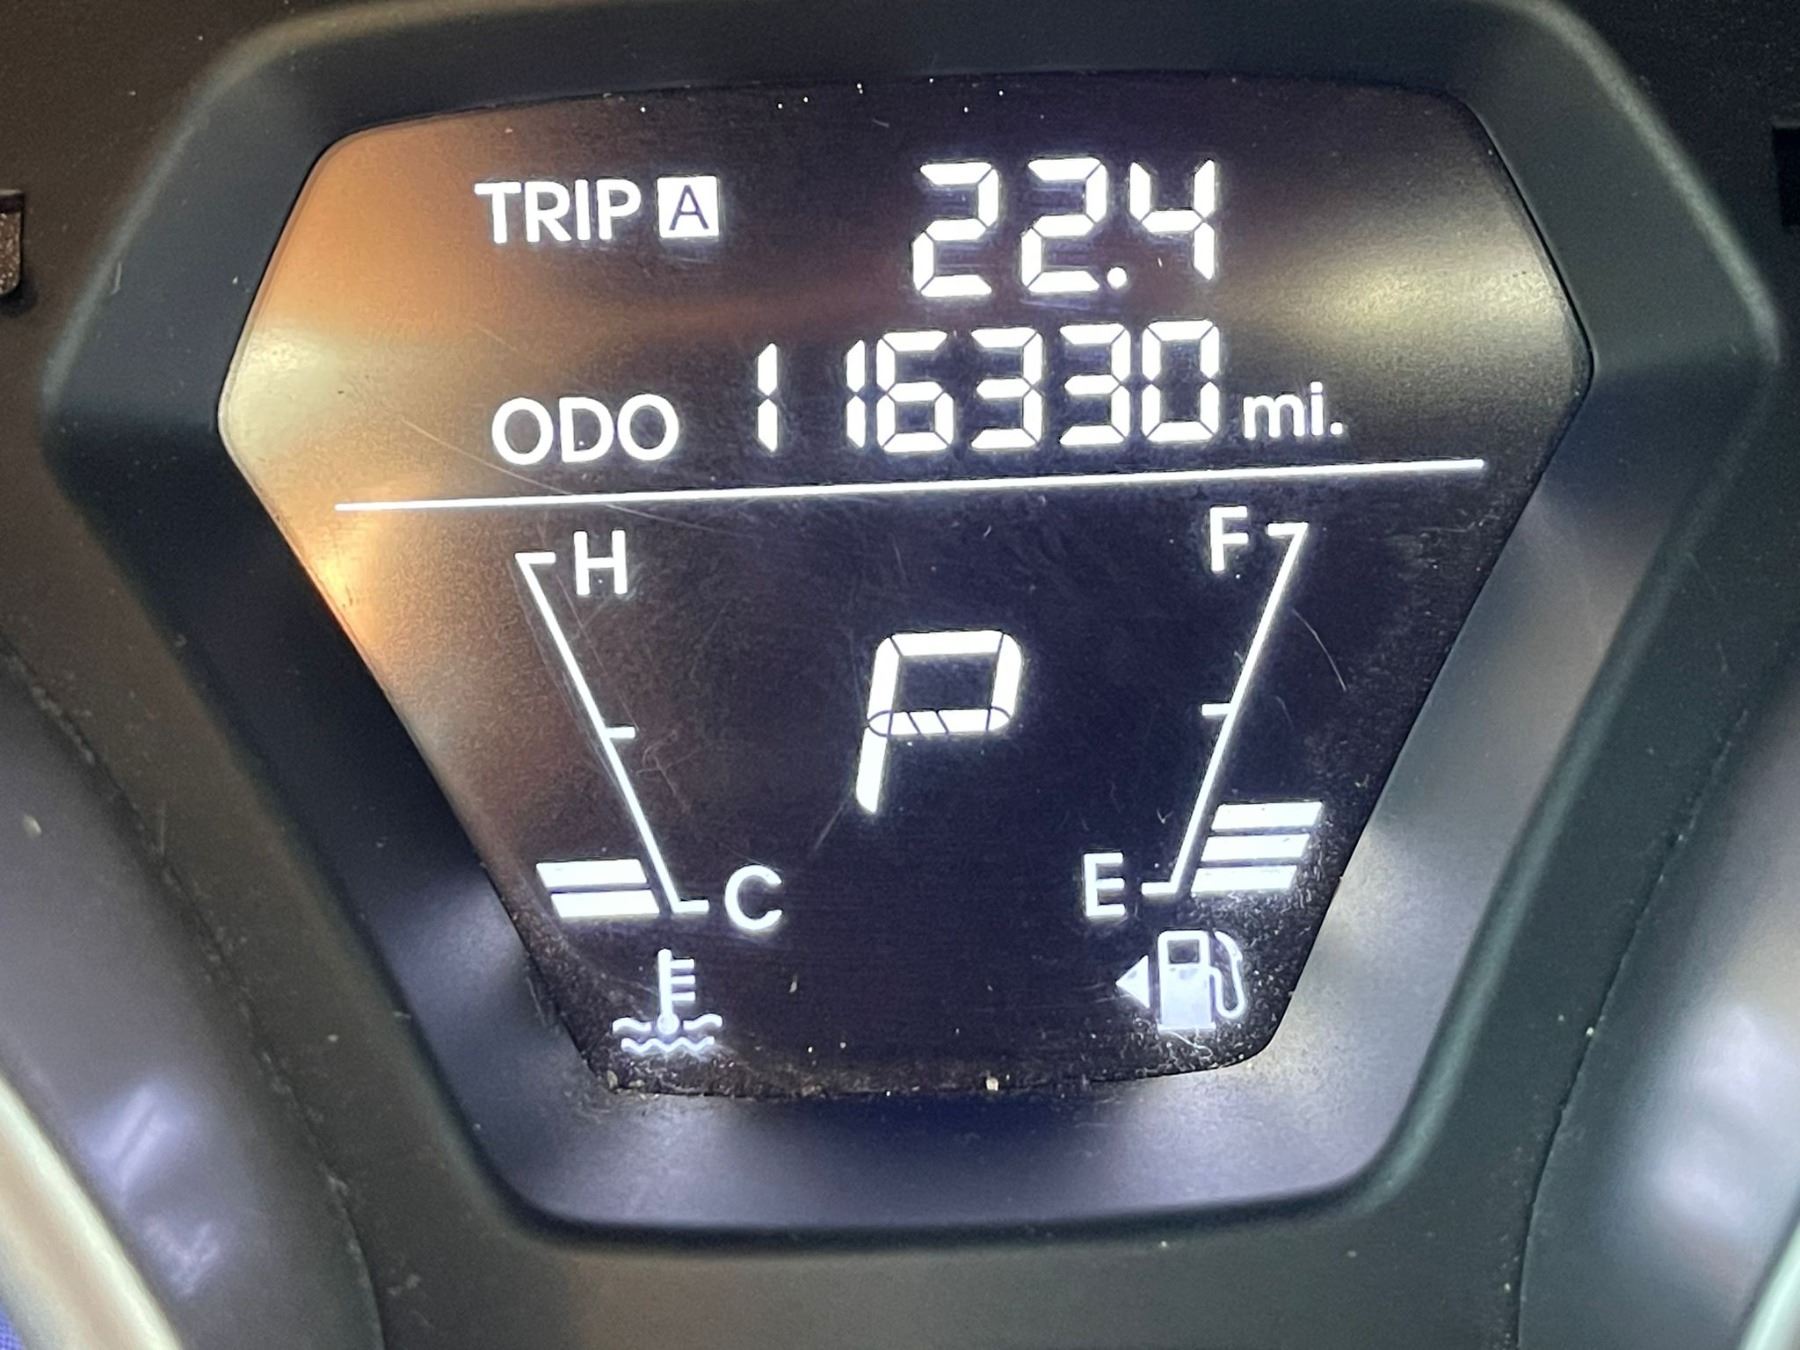 TRIP A 22.4
ODO 116330 mi.
H F
P
C E